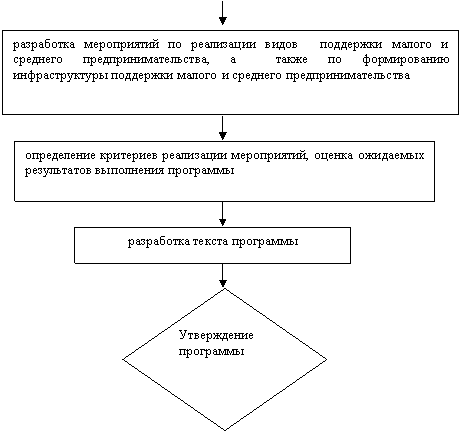 разработка мероприятий по реализации видов поддержки малого и
среднего предпринимательства, а также по формированию
инфраструктуры поддержки малого и среднего предпринимательства
определение критериев реализации мероприятий, оценка ожидаемых
результатов выполнения программы
разработка текста программы
Утверждение
программы